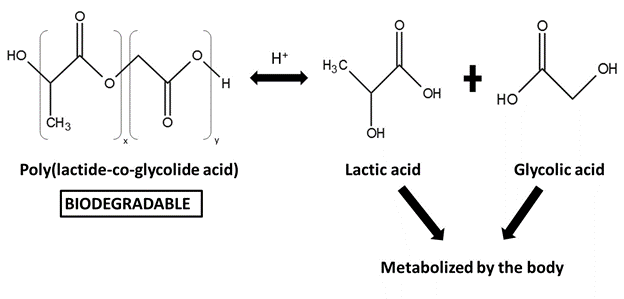 HO
O
CH₃
O
x
O
O
H
y
H⁺
H₃C
O
OH
OH
O
HO
OH
Poly(lactide-co-glycolide acid)
Lactic acid
Glycolic acid
BIODEGRADABLE
Metabolized by the body